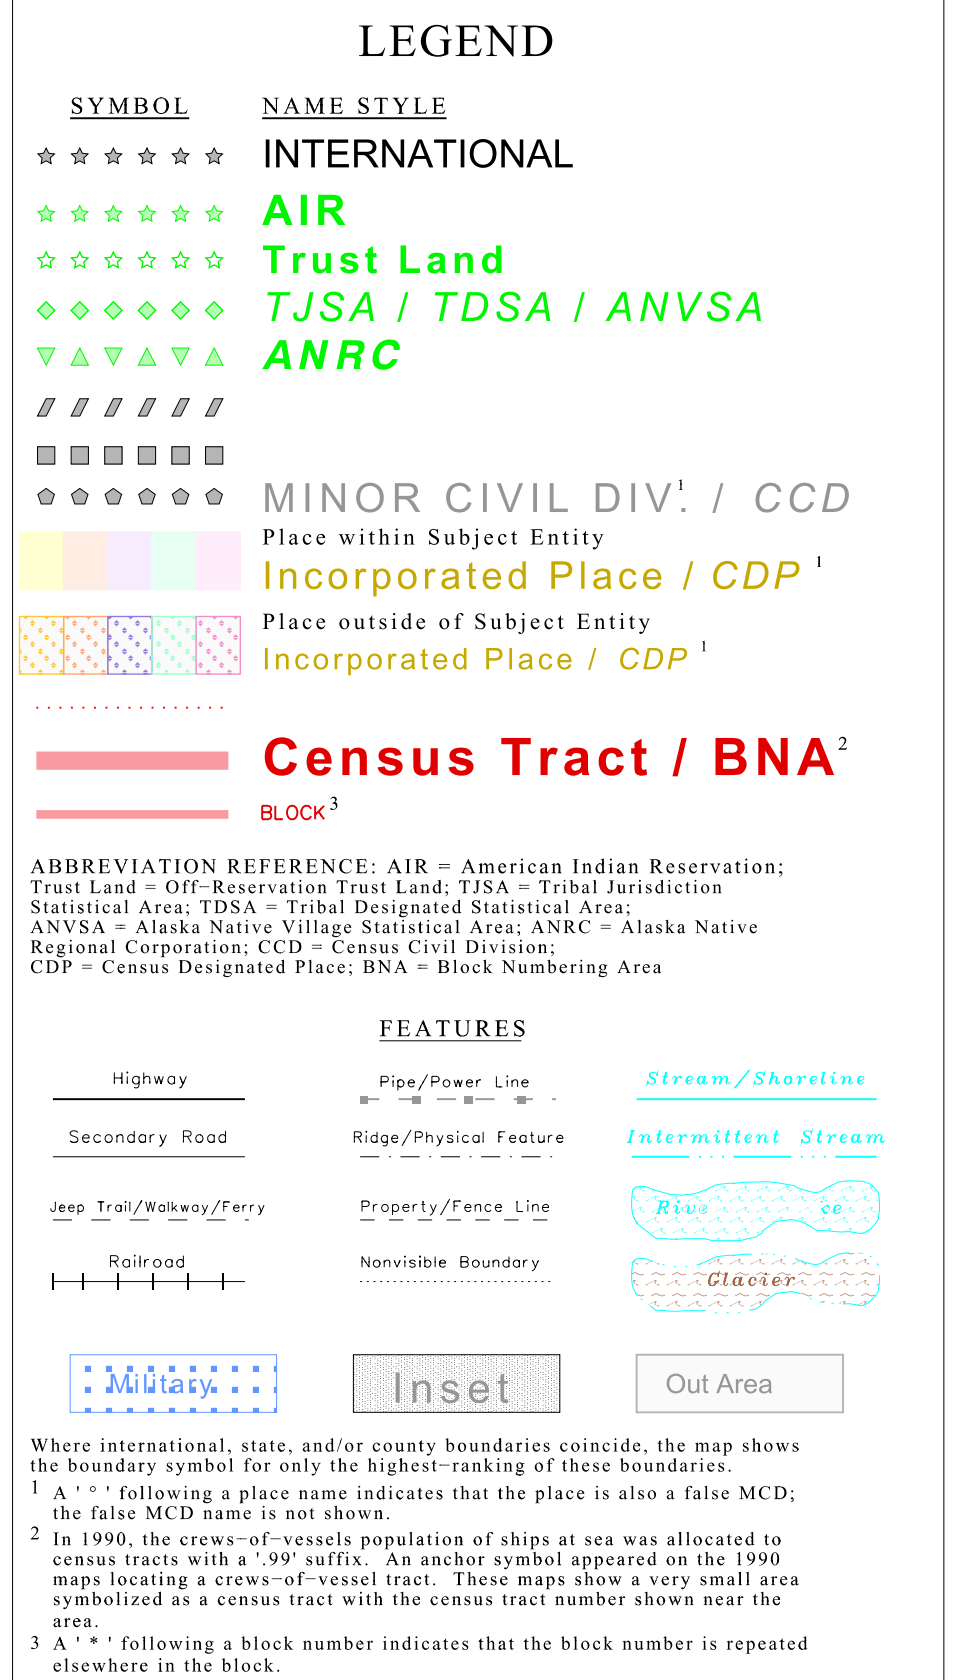 LEGEND
SYMBOL NAME STYLE
INTERNATIONAL
AIR
Trust Land
TJSA / TDSA / ANVSA
ANRC
MINOR CIVIL DIV.¹ / CCD
Place within Subject Entity
Incorporated Place / CDP ¹
Place outside of Subject Entity
Incorporated Place / CDP ¹
Census Tract / BNA²
BLOCK³
ABBREVIATION REFERENCE: AIR = American Indian Reservation;
Trust Land = Off−Reservation Trust Land; TJSA = Tribal Jurisdiction
Statistical Area; TDSA = Tribal Designated Statistical Area;
ANVSA = Alaska Native Village Statistical Area; ANRC = Alaska Native
Regional Corporation; CCD = Census Civil Division;
CDP = Census Designated Place; BNA = Block Numbering Area
FEATURES
Highway Pipe/Power Line Stream/Shoreline
Secondary Road Ridge/Physical Feature Intermittent Stream
Jeep Trail/Walkway/Ferry Property/Fence Line
Railroad Nonvisible Boundary Glacier
Military Inset Out Area
Where international, state, and/or county boundaries coincide, the map shows
the boundary symbol for only the highest−ranking of these boundaries.
1 A ' ° ' following a place name indicates that the place is also a false MCD;
the false MCD name is not shown.
2 In 1990, the crews−of−vessels population of ships at sea was allocated to
census tracts with a '.99' suffix. An anchor symbol appeared on the 1990
maps locating a crews−of−vessel tract. These maps show a very small area
symbolized as a census tract with the census tract number shown near the
area.
3 A ' * ' following a block number indicates that the block number is repeated
elsewhere in the block.